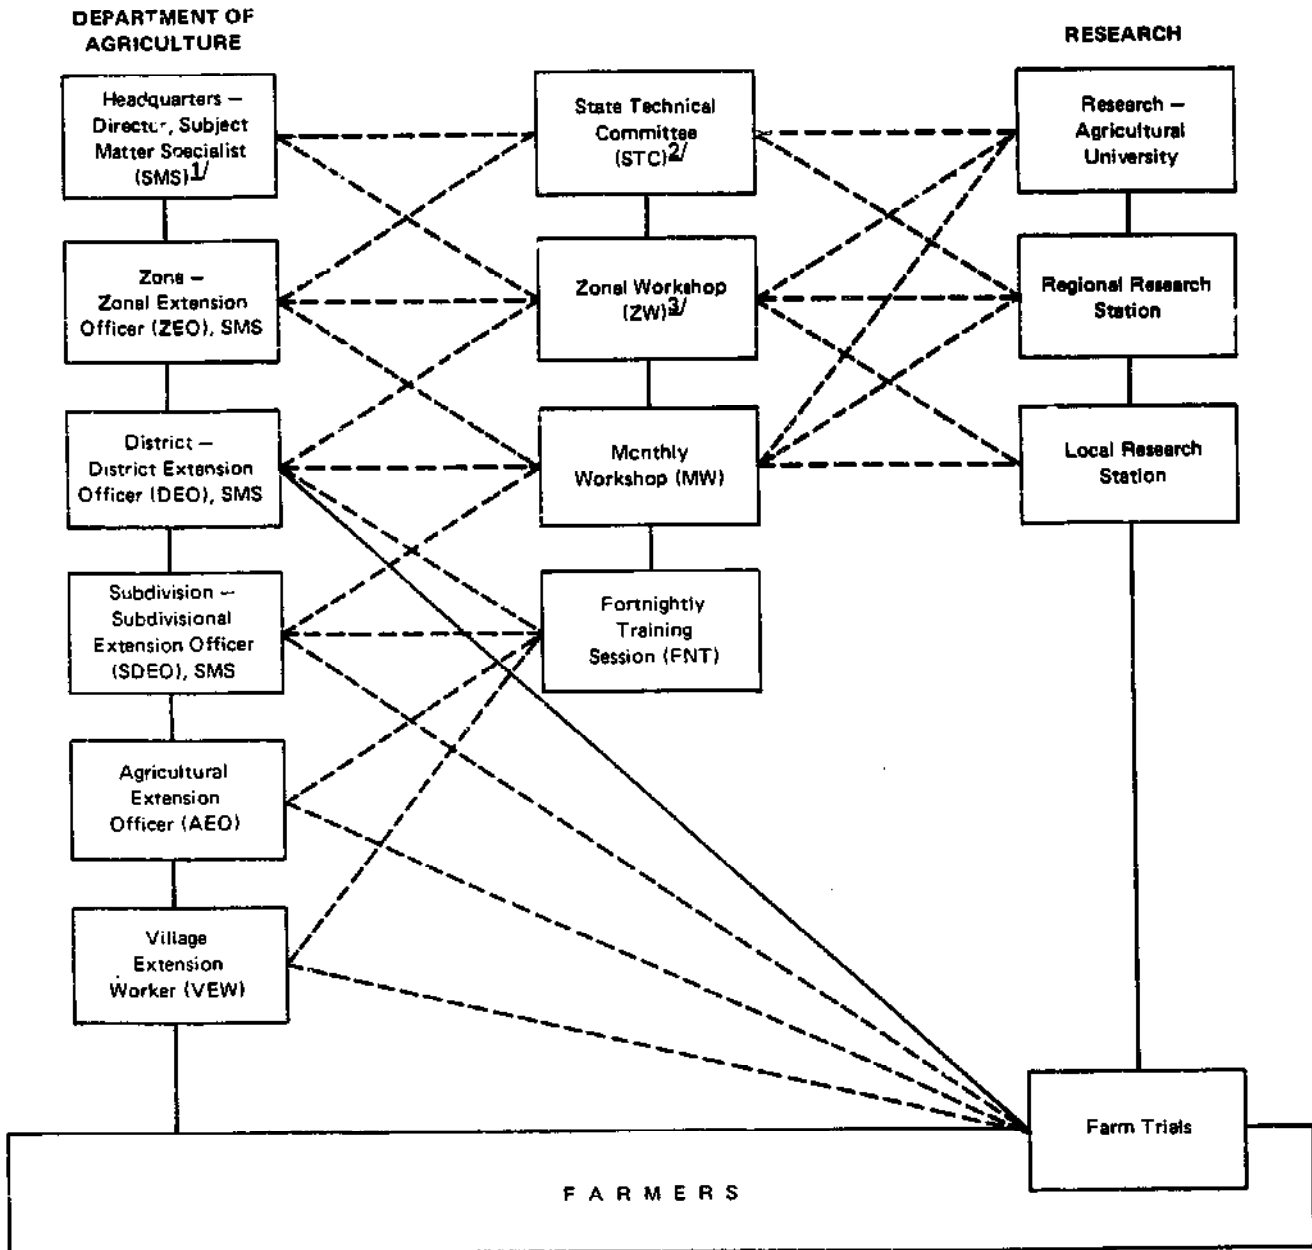 DEPARTMENT OF
AGRICULTURE
Headquarters —
Director, Subject
Matter Specialist
(SMS)1/
Zone —
Zonal Extension
Officer (ZEO), SMS
District —
District Extension
Officer (DEO), SMS
Subdivision —
Subdivisional
Extension Officer
(SDEO), SMS
Agricultural
Extension
Officer (AEO)
Village
Extension
Worker (VEW)
State Technical
Committee
(STC)2/
Zonal Workshop
(ZW)3/
Monthly
Workshop (MW)
Fortnightly
Training
Session (FNT)
RESEARCH
Research —
Agricultural
University
Regional Research
Station
Local Research
Station
Farm Trials
FARMERS